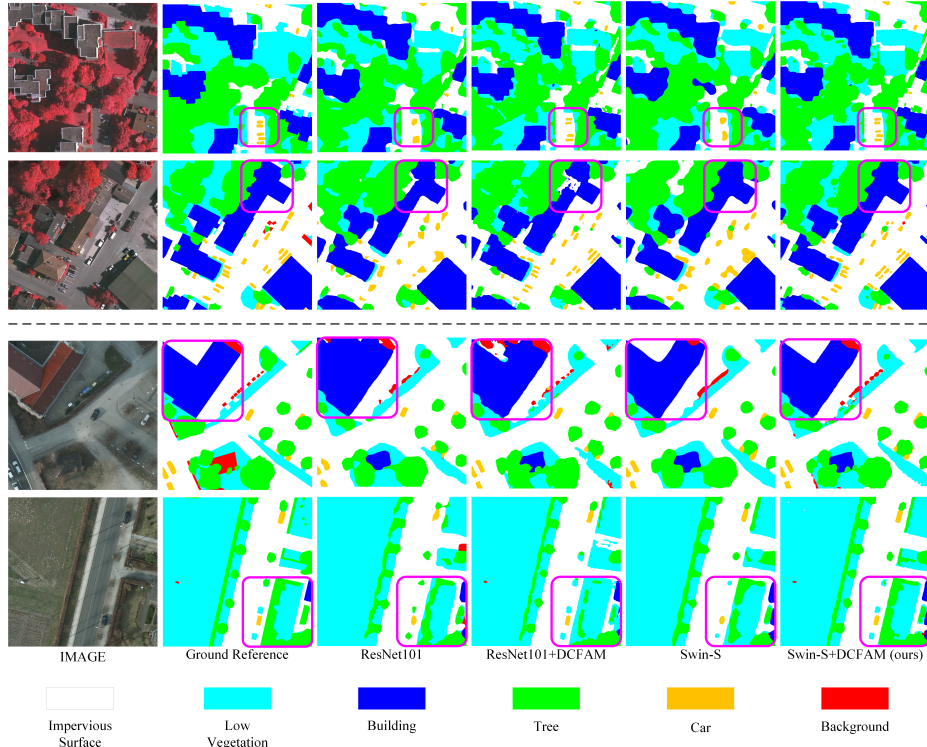 IMAGE
Ground Reference
ResNet101
ResNet101+DCFAM
Swin-S
Swin-S+DCFAM (ours)
Impervious
Surface
Low
Vegetation
Building
Tree
Car
Background